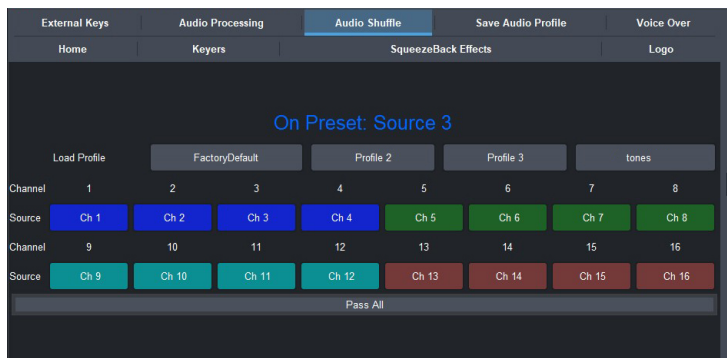 External Keys Audio Processing Audio Shuffle Save Audio Profile Voice Over
Home Keyers SqueezeBack Effects Logo
On Preset: Source 3
Load Profile FactoryDefault Profile 2 Profile 3 tones
Channel 1 2 3 4 5 6 7 8
Source Ch 1 Ch 2 Ch 3 Ch 4 Ch 5 Ch 6 Ch 7 Ch 8
Channel 9 10 11 12 13 14 15 16
Source Ch 9 Ch 10 Ch 11 Ch 12 Ch 13 Ch 14 Ch 15 Ch 16
Pass All